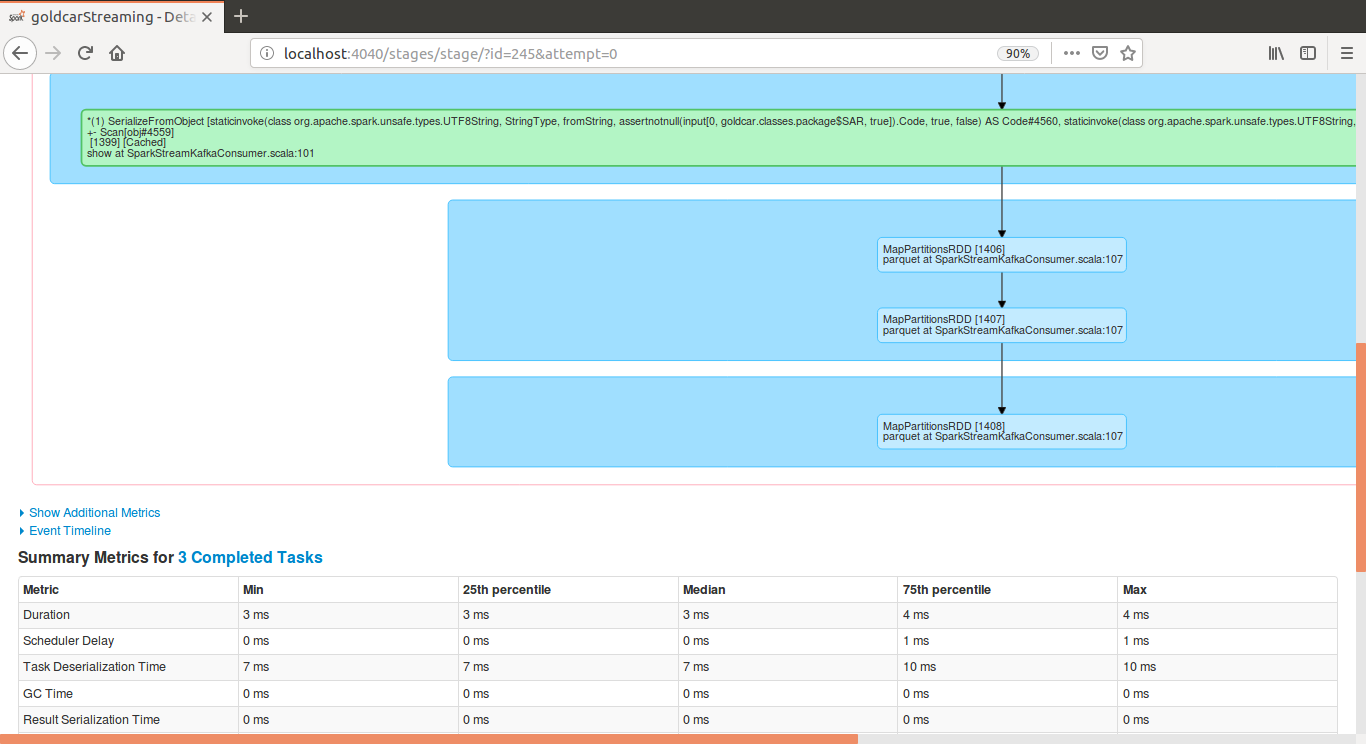 goldcarStreaming - Deta
localhost:4040/stages/stage/?id=245&attempt=0
90%
*(1) SerializeFromObject [staticinvoke(class org.apache.spark.unsafe.types.UTF8String, StringType, fromString, assertnotnull(input[0, goldcar.classes.package$SAR, true]).Code, true, false) AS Code#4560, staticinvoke(class org.apache.spark.unsafe.types.UTF8String,
+- Scan[obj#4559]
[1399] [Cached]
show at SparkStreamKafkaConsumer.scala:101
MapPartitionsRDD [1406]
parquet at SparkStreamKafkaConsumer.scala:107
MapPartitionsRDD [1407]
parquet at SparkStreamKafkaConsumer.scala:107
MapPartitionsRDD [1408]
parquet at SparkStreamKafkaConsumer.scala:107
Show Additional Metrics
Event Timeline
Summary Metrics for 3 Completed Tasks
Metric Min 25th percentile Median 75th percentile Max
Duration 3 ms 3 ms 3 ms 4 ms 4 ms
Scheduler Delay 0 ms 0 ms 0 ms 1 ms 1 ms
Task Deserialization Time 7 ms 7 ms 7 ms 10 ms 10 ms
GC Time 0 ms 0 ms 0 ms 0 ms 0 ms
Result Serialization Time 0 ms 0 ms 0 ms 0 ms 0 ms